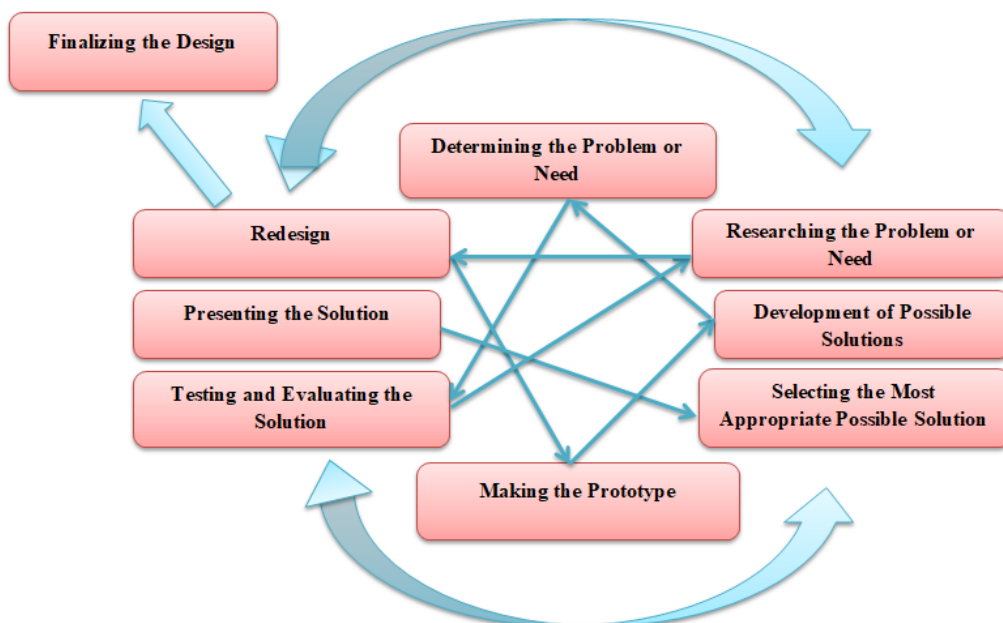 Finalizing the Design
Determining the Problem or
Need
Redesign
Researching the Problem or
Need
Presenting the Solution
Development of Possible
Solutions
Testing and Evaluating the
Solution
Selecting the Most
Appropriate Possible Solution
Making the Prototype